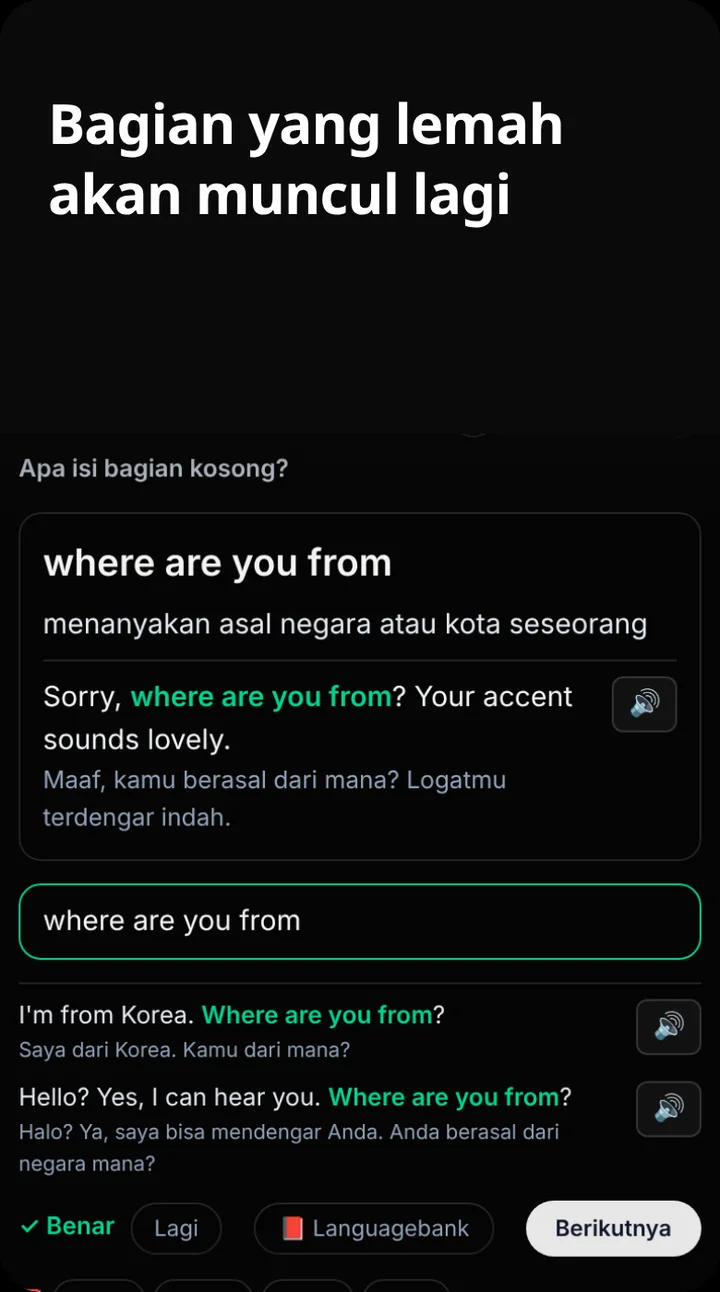 Bagian yang lemah
akan muncul lagi
Apa isi bagian kosong?
where are you from
menanyakan asal negara atau kota seseorang
Sorry, where are you from? Your accent
sounds lovely.
Maaf, kamu berasal dari mana? Logatmu
terdengar indah.
where are you from
I'm from Korea. Where are you from?
Saya dari Korea. Kamu dari mana?
Hello? Yes, I can hear you. Where are you from?
Halo? Ya, saya bisa mendengar Anda. Anda berasal dari
negara mana?
✓ Benar Lagi 📕 Languagebank Berikutnya